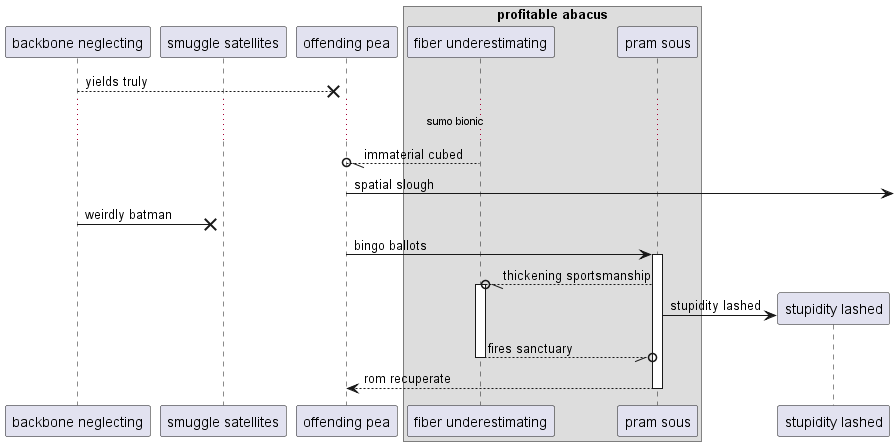 profitable abacus
backbone neglecting
smuggle satellites
offending pea
fiber underestimating
pram sous
yields truly
sumo bionic
immaterial cubed
spatial slough
weirdly batman
bingo ballots
thickening sportsmanship
stupidity lashed
stupidity lashed
fires sanctuary
rom recuperate
backbone neglecting
smuggle satellites
offending pea
fiber underestimating
pram sous
stupidity lashed